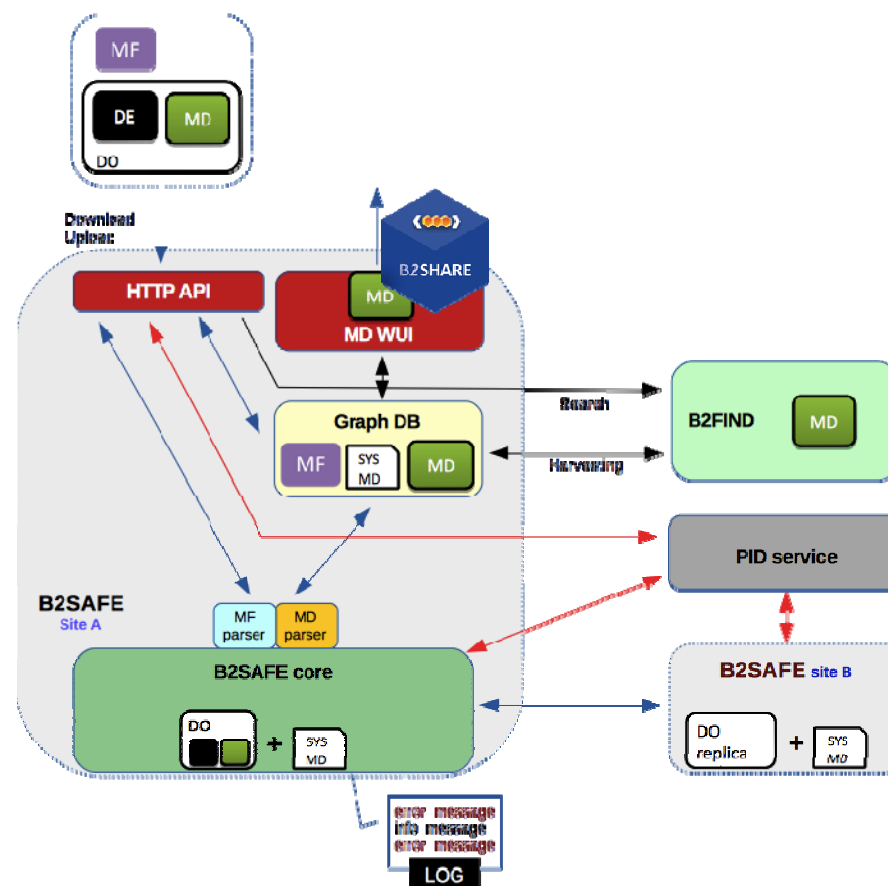 MF
DE
MD
DO
Download
Upload
B2SHARE
HTTP API
MD
MD WUI
Search
B2FIND
MD
Graph DB
MF
SYS
MD
MD
Harvesting
PID service
B2SAFE
Site A
MF
parser
MD
parser
B2SAFE core
DO
+
SYS
MD
B2SAFE site B
DO
replica
+
SYS
MD
error message
info message
error message
LOG